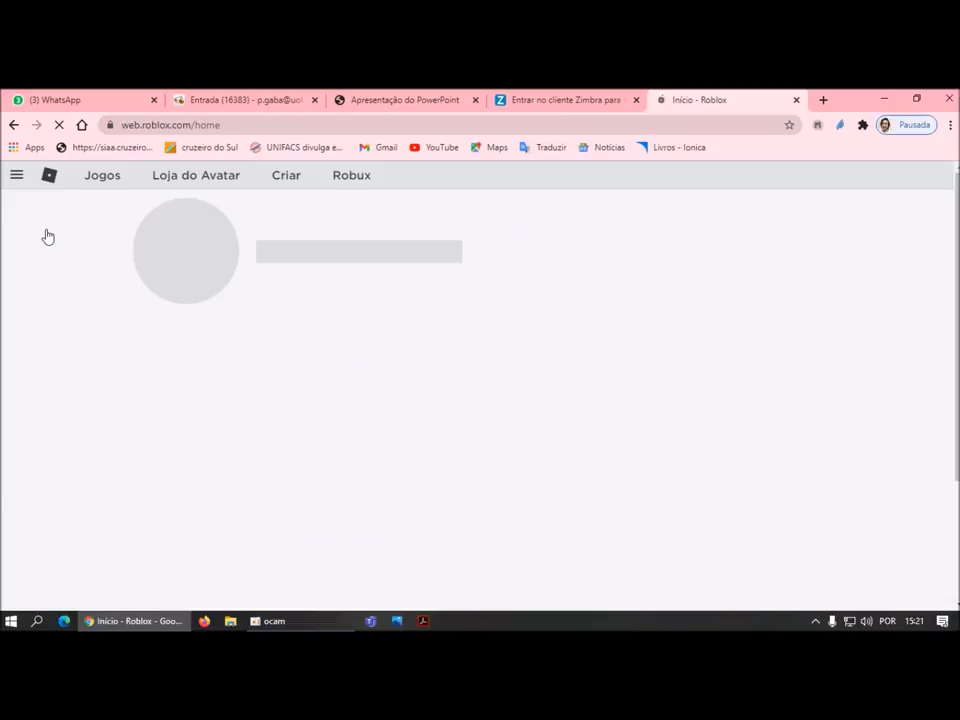 (3) WhatsApp
Entrada (16383) - p.gaba@uol
Apresentação do PowerPoint
Entrar no cliente Zimbra para
Início - Roblox
web.roblox.com/home
Pausada
Apps
https://siaa.cruzeiro...
cruzeiro do Sul
UNIFACS divulga e...
Gmail
YouTube
Maps
Traduzir
Notícias
Livros - Ionica
Jogos
Loja do Avatar
Criar
Robux
Início - Roblox - Goo...
ocam
POR
15:21